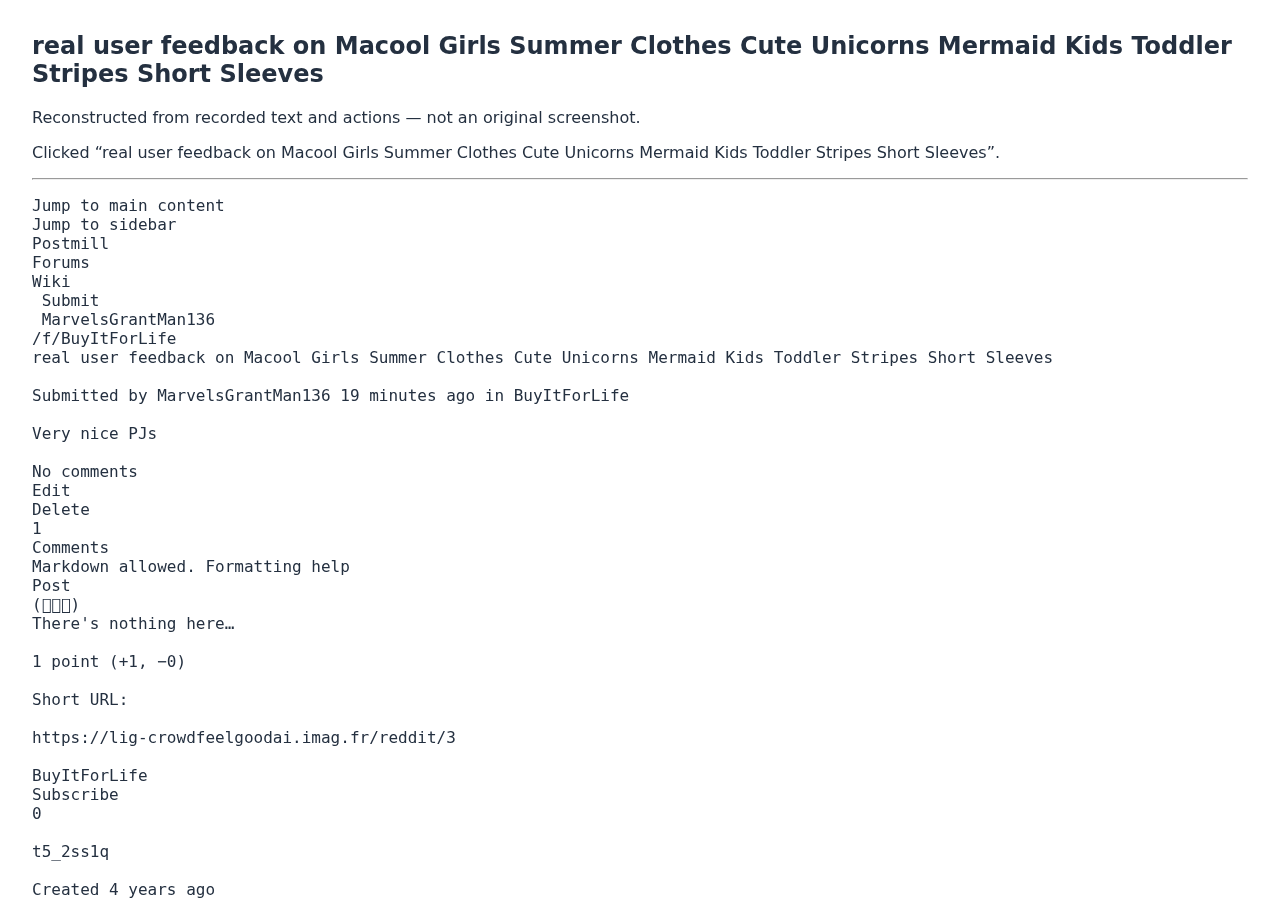 real user feedback on Macool Girls Summer Clothes Cute Unicorns Mermaid Kids Toddler
Stripes Short Sleeves
Reconstructed from recorded text and actions — not an original screenshot.
Clicked “real user feedback on Macool Girls Summer Clothes Cute Unicorns Mermaid Kids Toddler Stripes Short Sleeves”.
Jump to main content
Jump to sidebar
Postmill
Forums
Wiki
Submit
MarvelsGrantMan136
/f/BuyItForLife
real user feedback on Macool Girls Summer Clothes Cute Unicorns Mermaid Kids Toddler Stripes Short Sleeves
Submitted by MarvelsGrantMan136 19 minutes ago in BuyItForLife
Very nice PJs
No comments
Edit
Delete
1
Comments
Markdown allowed. Formatting help
Post
(□□□)
There's nothing here…
1 point (+1, −0)
Short URL:
https://lig-crowdfeelgoodai.imag.fr/reddit/3
BuyItForLife
Subscribe
0
t5_2ss1q
Created 4 years ago